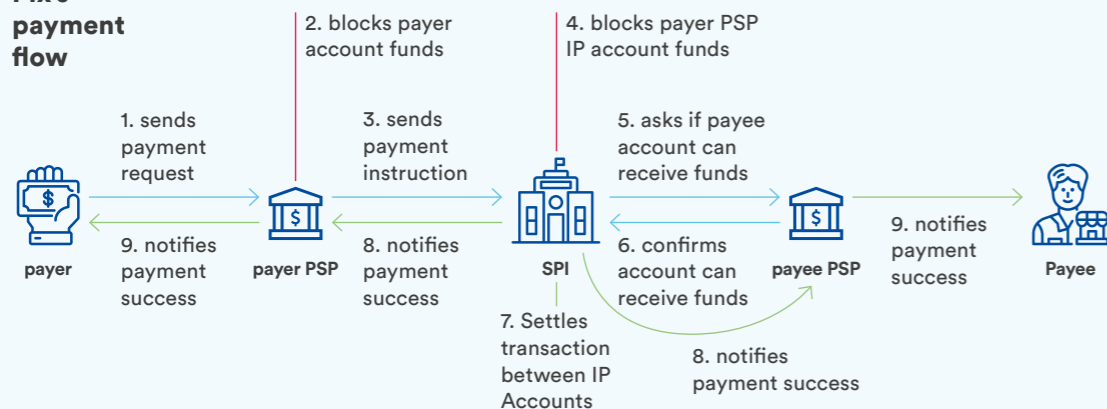 payment
flow
2. blocks payer
account funds
4. blocks payer PSP
IP account funds
1. sends
payment
request
3. sends
payment
instruction
5. asks if payee
account can
receive funds
$
$
$
9. notifies
payment
success
8. notifies
payment
success
6. confirms
account can
receive funds
9. notifies
payment
success
payer
payer PSP
SPI
payee PSP
Payee
7. Settles
transaction
between IP
Accounts
8. notifies
payment success